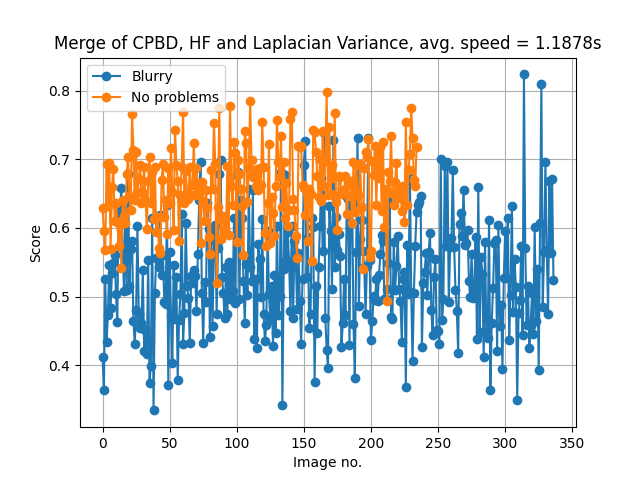 Merge of CPBD, HF and Laplacian Variance, avg. speed = 1.1878s
Blurry
No problems
0.8
0.7
0.6
0.5
0.4
Score
0 50 100 150 200 250 300 350
Image no.